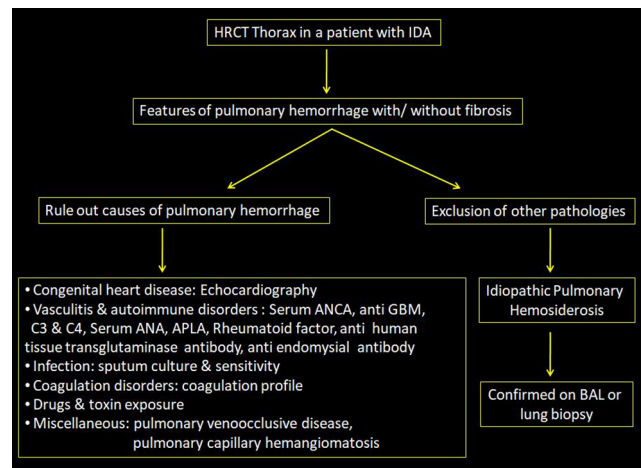 HRCT Thorax in a patient with IDA
Features of pulmonary hemorrhage with/ without fibrosis
Rule out causes of pulmonary hemorrhage
Exclusion of other pathologies
• Congenital heart disease: Echocardiography
• Vasculitis & autoimmune disorders : Serum ANCA, anti GBM,
C3 & C4, Serum ANA, APLA, Rheumatoid factor, anti human
tissue transglutaminase antibody, anti endomysial antibody
• Infection: sputum culture & sensitivity
• Coagulation disorders: coagulation profile
• Drugs & toxin exposure
• Miscellaneous: pulmonary venoocclusive disease,
pulmonary capillary hemangiomatosis
Idiopathic Pulmonary
Hemosiderosis
Confirmed on BAL or
lung biopsy